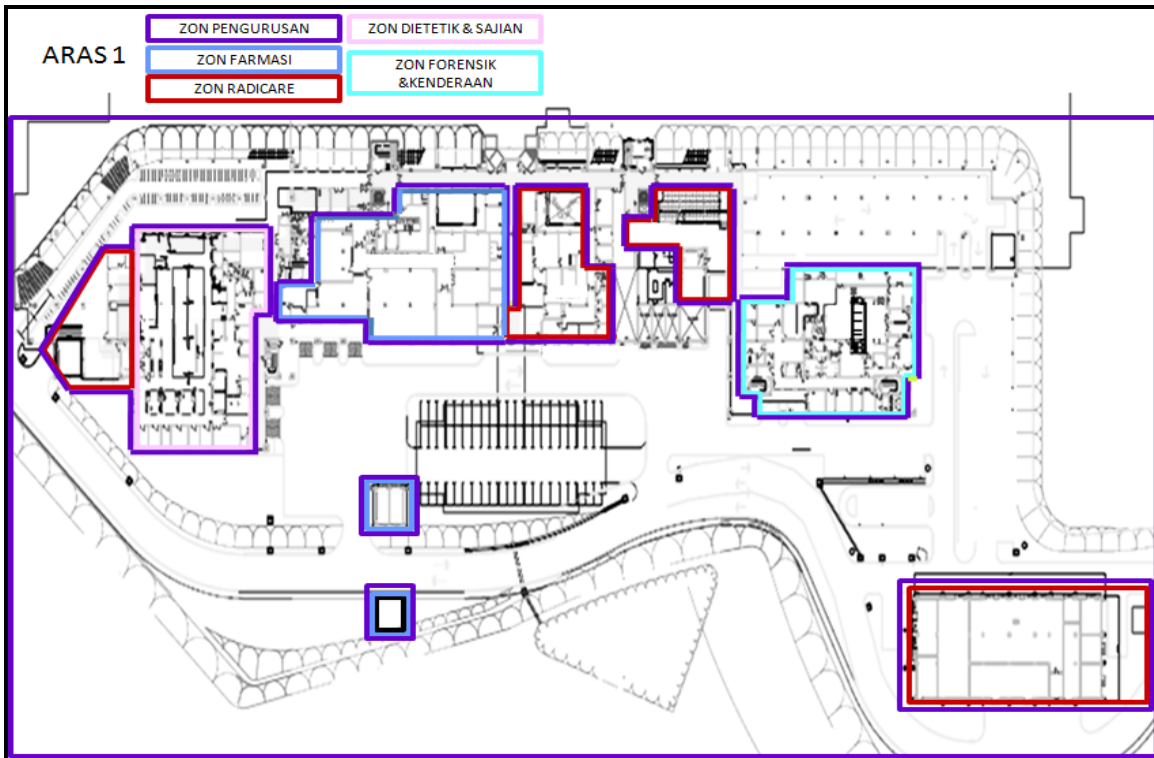 ARAS 1
ZON PENGURUSAN
ZON FARMASI
ZON RADICARE
ZON DIETETIK & SAJIAN
ZON FORENSIK
&KENDERAAN